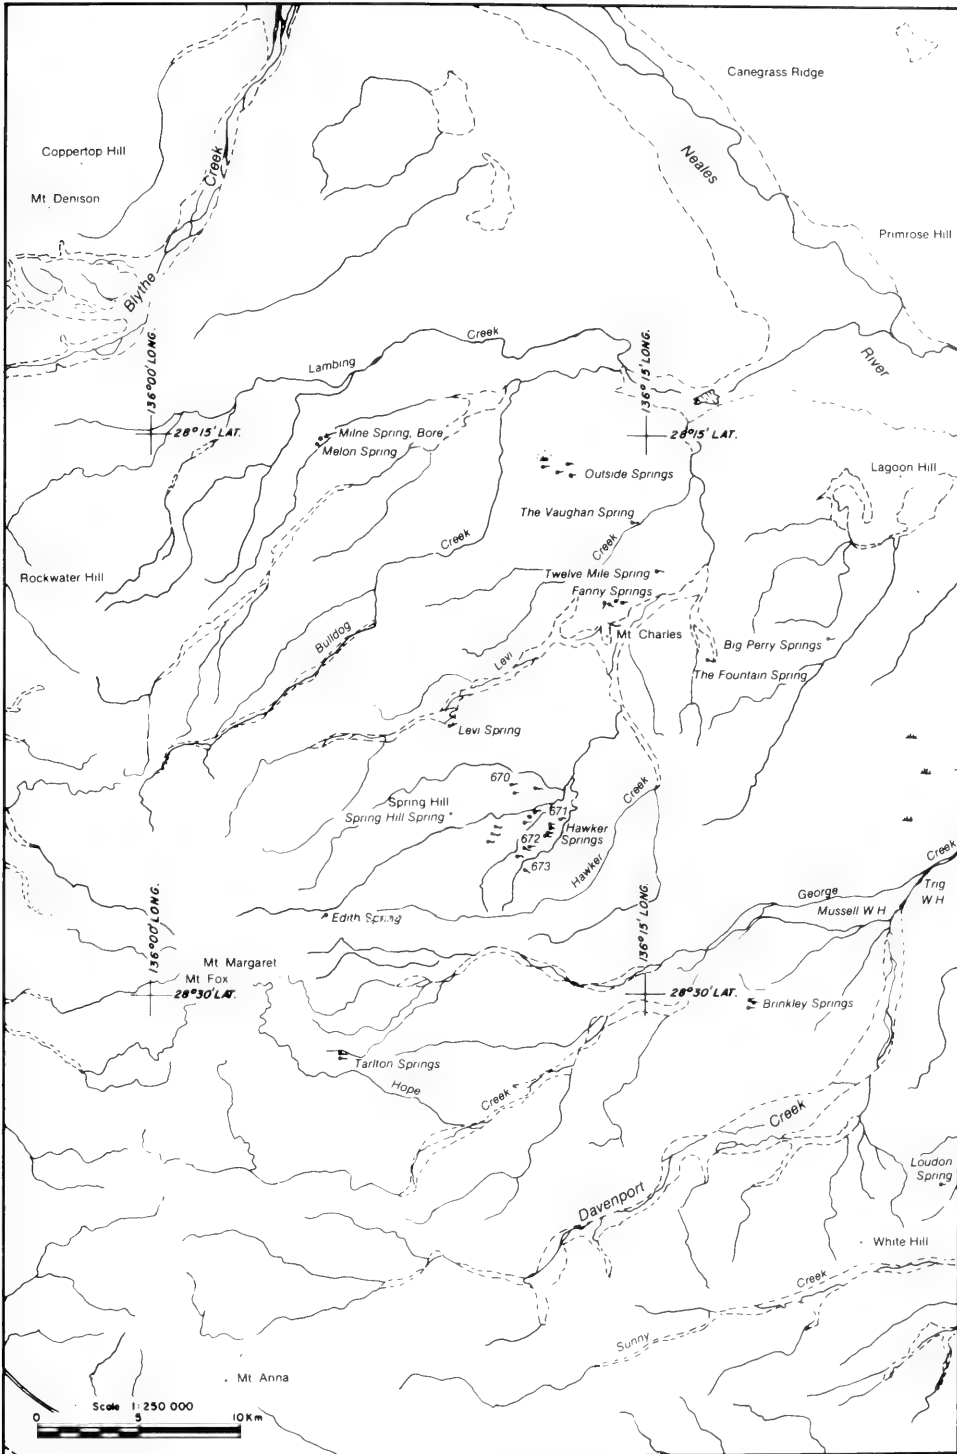 Canegrass Ridge
Coppertop Hill
Creek
Neales
Mt Denison
Primrose Hill
Blythe
Creek
136°00' LONG.
136°15' LONG.
Lambing
River
28°15' LAT.
Milne Spring, Bore
28°15' LAT.
Melon Spring
Lagoon Hill
Outside Springs
The Vaughan Spring
Creek
Creek
Rockwater Hill
Twelve Mile Spring
Fanny Springs
Bulldog
Mt Charles
Big Perry Springs
Levi
The Fountain Spring
Levi Spring
670
Creek
Spring Hill
671
Spring Hill Spring
Hawker
Springs
672
673
Hawker
Creek
George
Trig
W H
Mussell W H
136°00' LONG.
136°15' LONG.
Edith Spring
Mt Margaret
Mt Fox
28°30' LAT.
28°30' LAT.
Brinkley Springs
Tarlton Springs
Hope
Creek
Creek
Loudon
Spring
Davenport
White Hill
Creek
Sunny
Mt Anna
Scale 1:250 000
0 5 10 Km